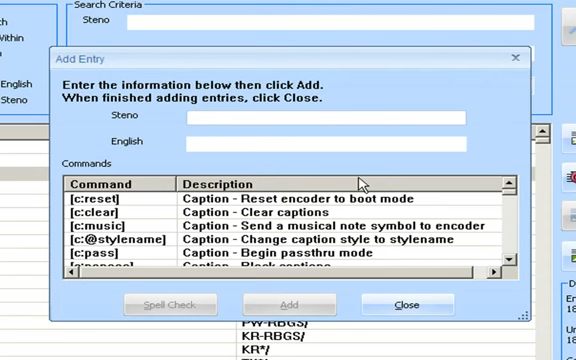 Search Criteria
Steno
Within
English
Steno
Add Entry
Enter the information below then click Add.
When finished adding entries, click Close.
Steno
English
Commands
Command Description
[c:reset] Caption - Reset encoder to boot mode
[c:clear] Caption - Clear captions
[c:music] Caption - Send a musical note symbol to encoder
[c:@stylename] Caption - Change caption style to stylename
[c:pass] Caption - Begin passthru mode
Spell Check Add Close
PW-RBGS/
KR-RBGS/
KR*/